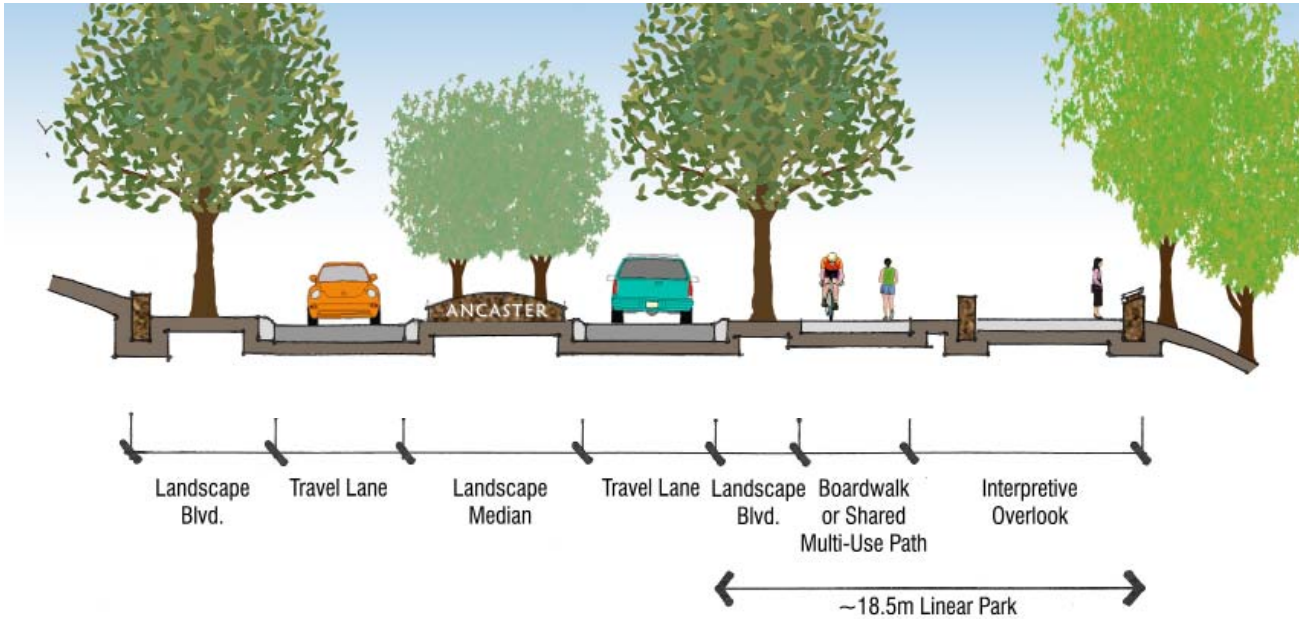 ANCASTER
Landscape
Blvd.
Travel Lane
Landscape
Median
Travel Lane
Landscape
Blvd.
Boardwalk
or Shared
Multi-Use Path
Interpretive
Overlook
~18.5m Linear Park